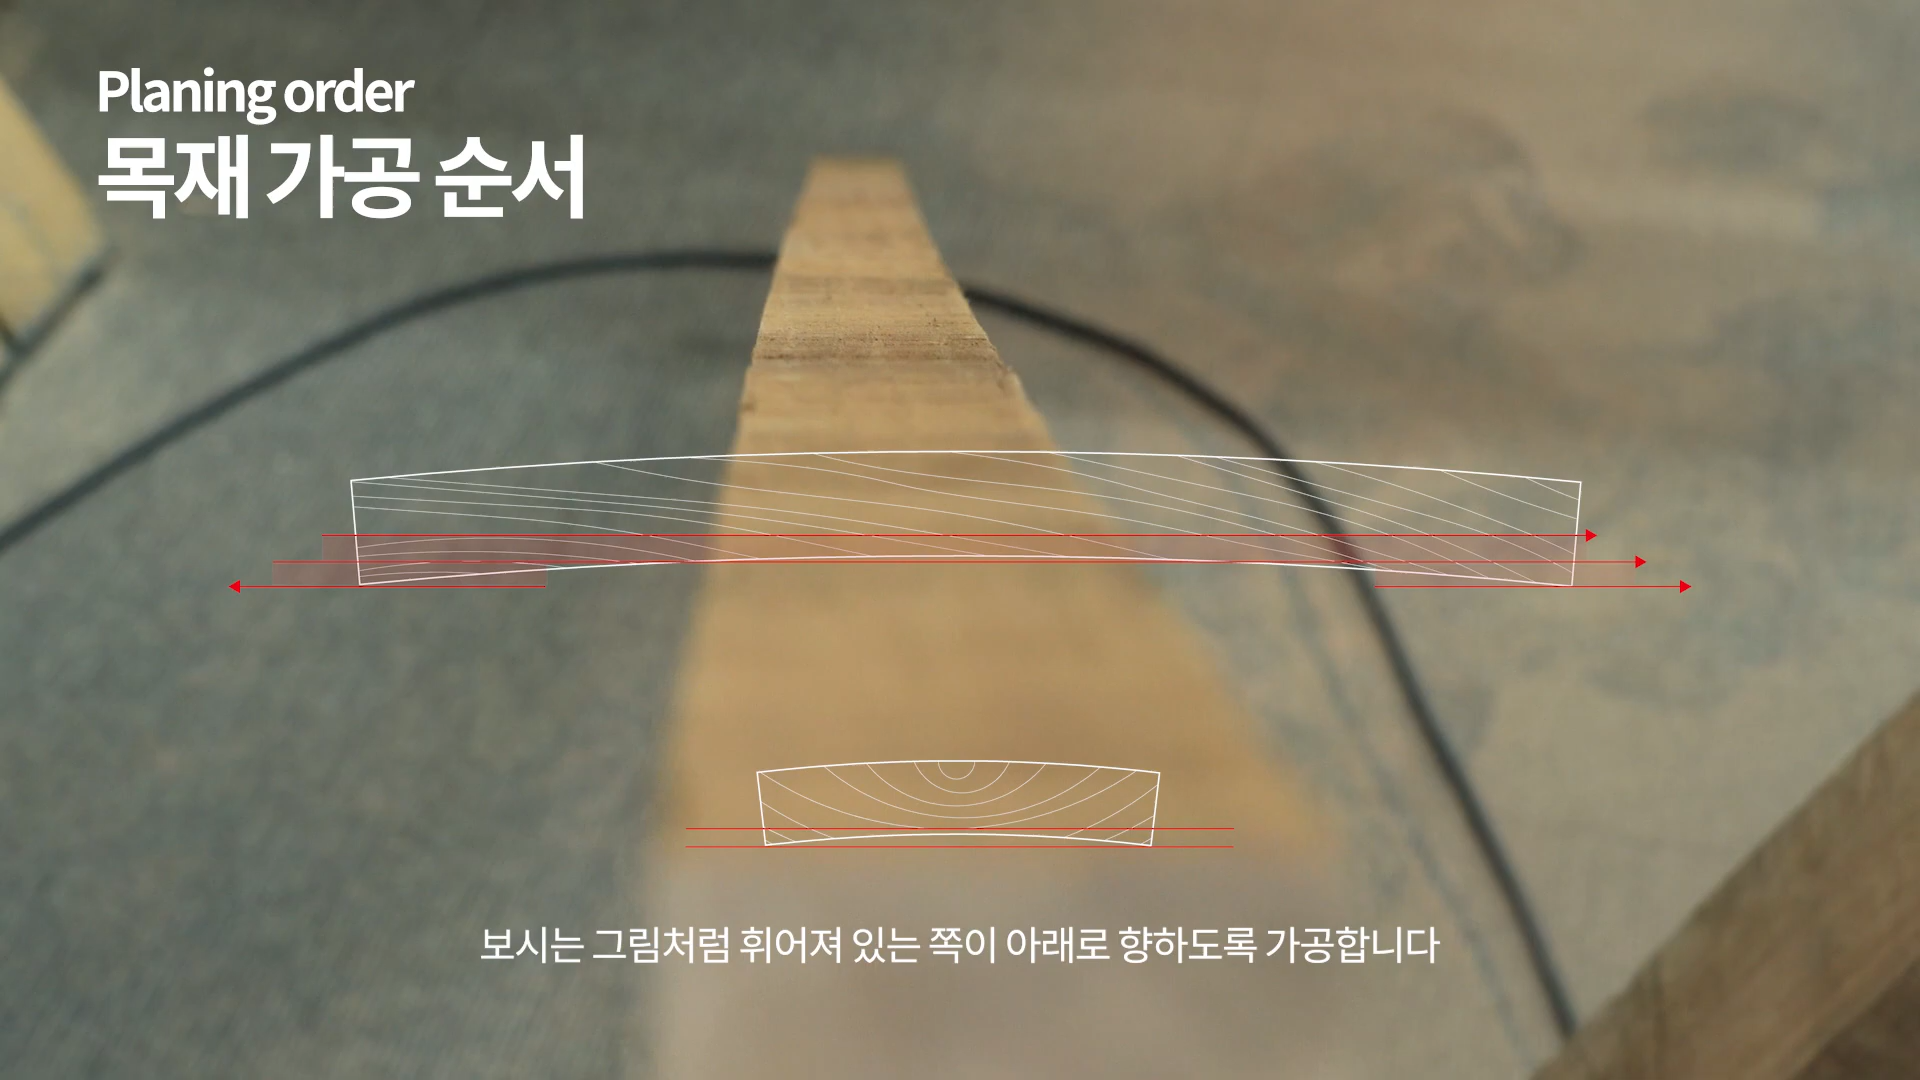 Planing order
목재 가공 순서
보시는 그림처럼 휘어져 있는 쪽이 아래로 향하도록 가공합니다